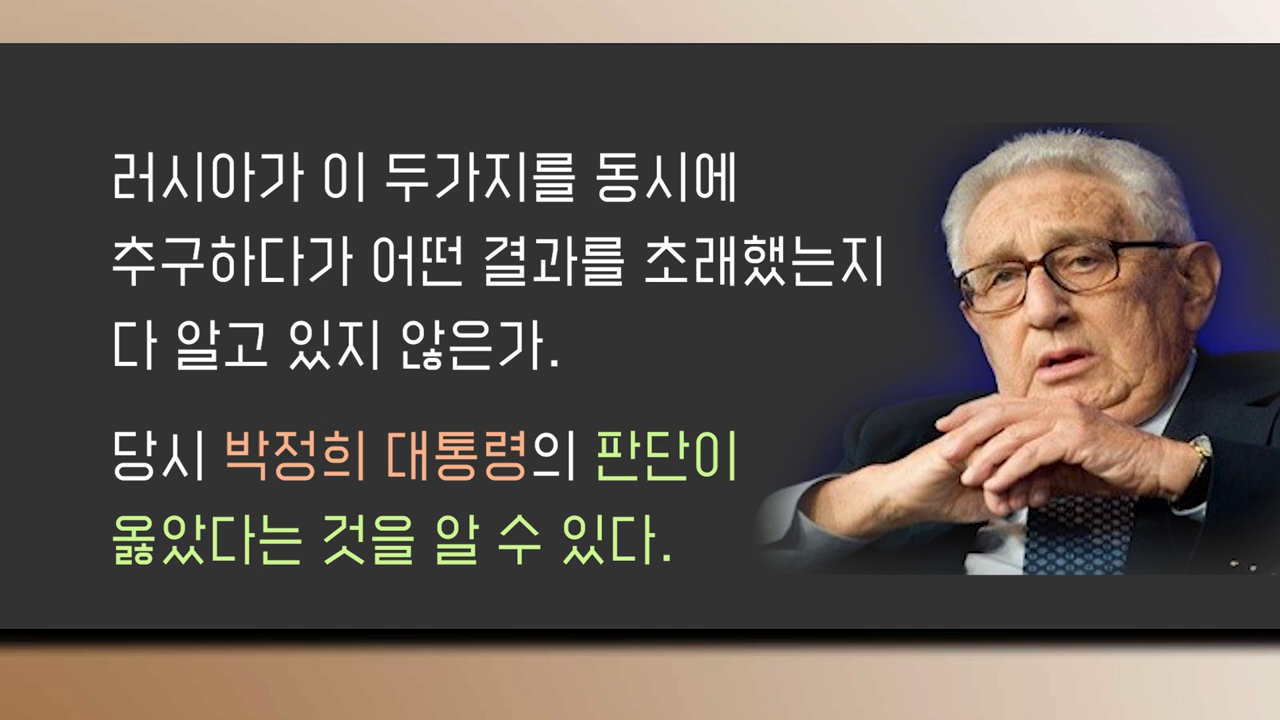 러시아가 이 두가지를 동시에
추구하다가 어떤 결과를 초래했는지
다 알고 있지 않은가.
당시 박정희 대통령의 판단이
옳았다는 것을 알 수 있다.